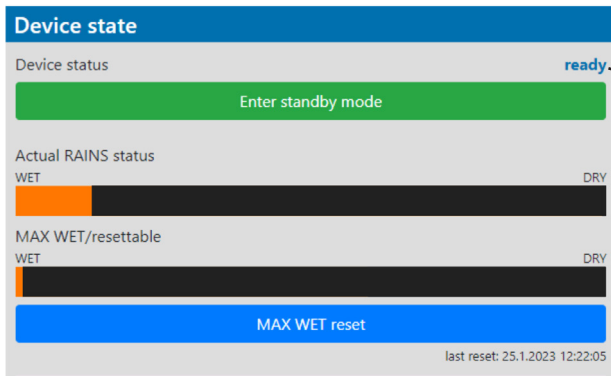 Device state
Device status ready.
Enter standby mode
Actual RAINS status
WET DRY
MAX WET/resettable
WET DRY
MAX WET reset
last reset: 25.1.2023 12:22:05